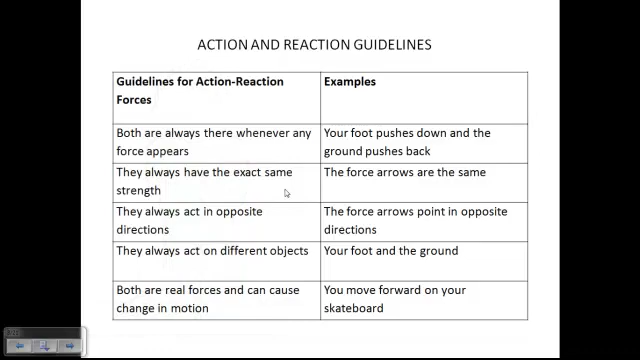 ACTION AND REACTION GUIDELINES
Guidelines for Action-Reaction
Forces
Examples
Both are always there whenever any
force appears
Your foot pushes down and the
ground pushes back
They always have the exact same
strength
The force arrows are the same
They always act in opposite
directions
The force arrows point in opposite
directions
They always act on different objects
Your foot and the ground
Both are real forces and can cause
change in motion
You move forward on your
skateboard